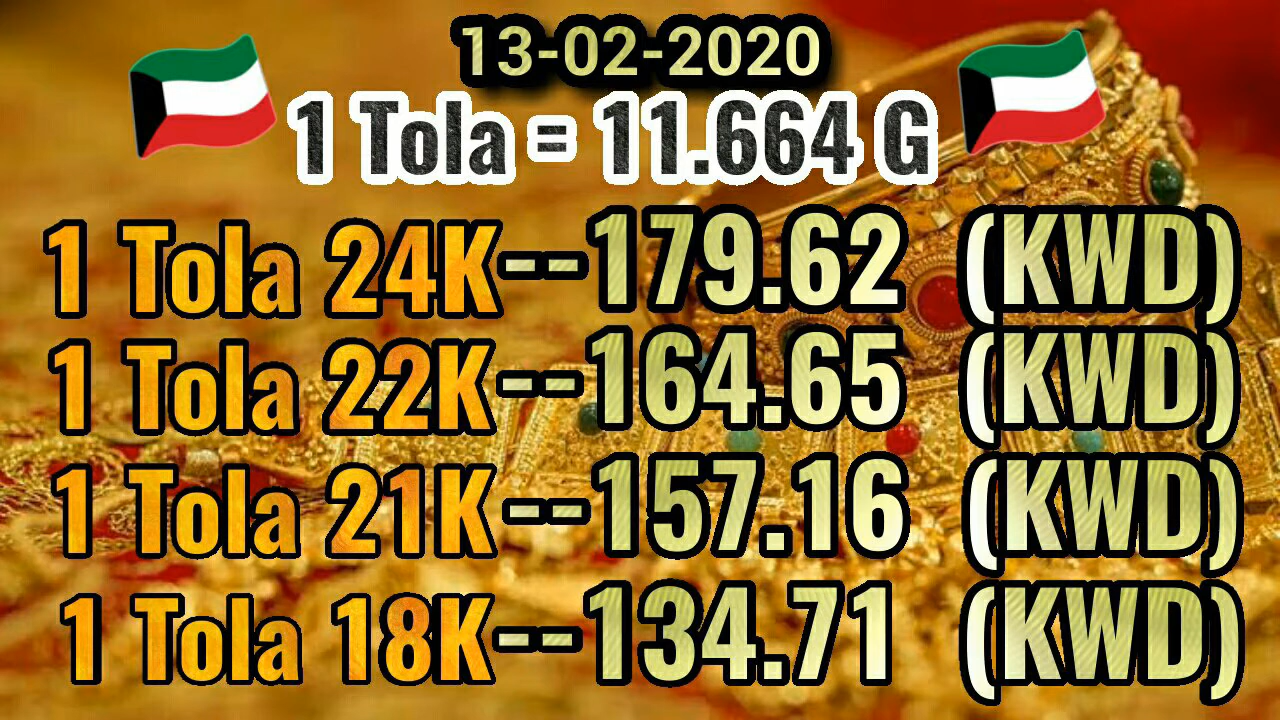 13-02-2020
1 Tola = 11.664 G
1 Tola 24K--179.62 (KWD)
1 Tola 22K--164.65 (KWD)
1 Tola 21K--157.16 (KWD)
1 Tola 18K--134.71 (KWD)